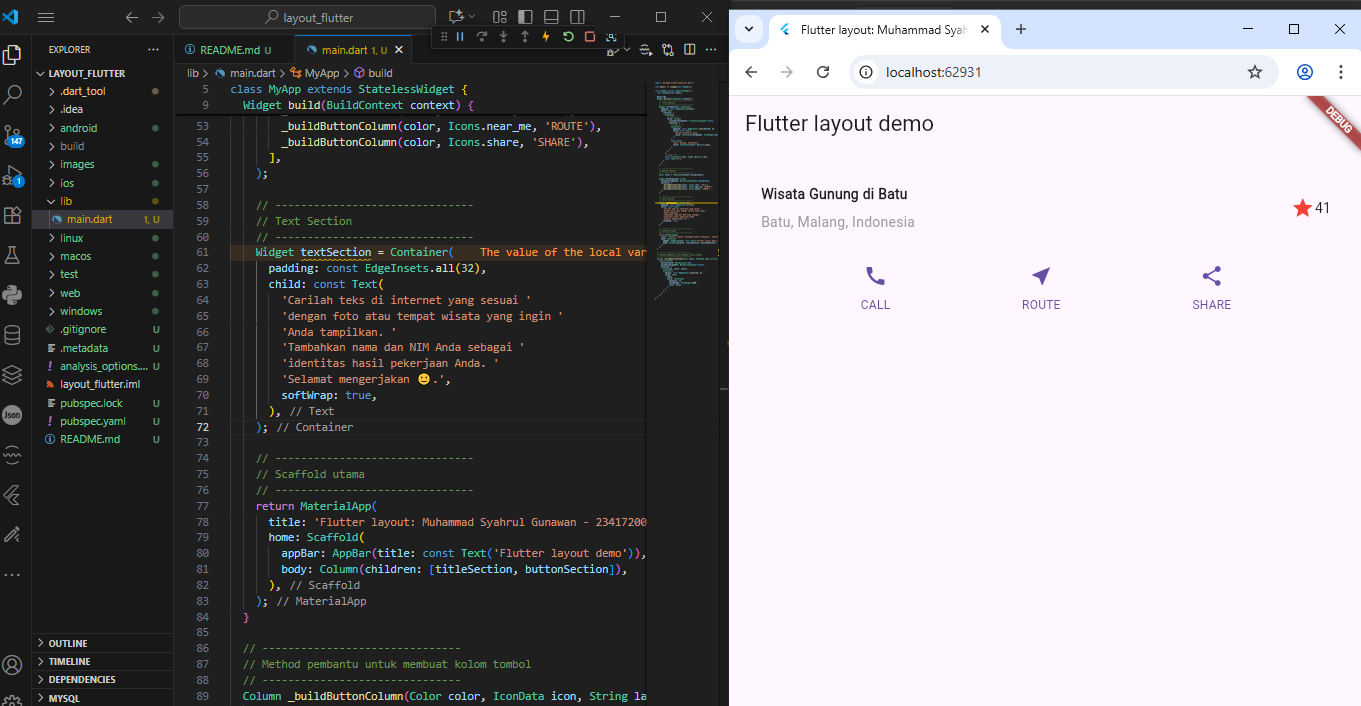 layout_flutter
EXPLORER
LAYOUT_FLUTTER
.dart_tool
.idea
android
build
images
ios
lib
main.dart 1, U
linux
macos
test
web
windows
.gitignore U
.metadata U
analysis_options.... U
layout_flutter.iml
pubspec.lock U
pubspec.yaml U
README.md U
OUTLINE
TIMELINE
DEPENDENCIES
MYSQL
147
1
Json
README.md U
main.dart 1, U
lib > main.dart > MyApp > build
5 class MyApp extends StatelessWidget {
9 Widget build(BuildContext context) {
53 _buildButtonColumn(color, Icons.near_me, 'ROUTE'),
54 _buildButtonColumn(color, Icons.share, 'SHARE'),
55 ],
56 );
57
58 // -------------------------------
59 // Text Section
60 // -------------------------------
61 Widget textSection = Container( The value of the local var
62 padding: const EdgeInsets.all(32),
63 child: const Text(
64 'Carilah teks di internet yang sesuai '
65 'dengan foto atau tempat wisata yang ingin '
66 'Anda tampilkan. '
67 'Tambahkan nama dan NIM Anda sebagai '
68 'identitas hasil pekerjaan Anda. '
69 'Selamat mengerjakan 🙂.',
70 softWrap: true,
71 ), // Text
72 ); // Container
73
74 // -------------------------------
75 // Scaffold utama
76 // -------------------------------
77 return MaterialApp(
78 title: 'Flutter layout: Muhammad Syahrul Gunawan - 23417200
79 home: Scaffold(
80 appBar: AppBar(title: const Text('Flutter layout demo')),
81 body: Column(children: [titleSection, buttonSection]),
82 ), // Scaffold
83 ); // MaterialApp
84 }
85
86 // -------------------------------
87 // Method pembantu untuk membuat kolom tombol
88 // -------------------------------
89 Column _buildButtonColumn(Color color, IconData icon, String la
Flutter layout: Muhammad Syah
localhost:62931
Flutter layout demo
DEBUG
Wisata Gunung di Batu
Batu, Malang, Indonesia
41
CALL
ROUTE
SHARE